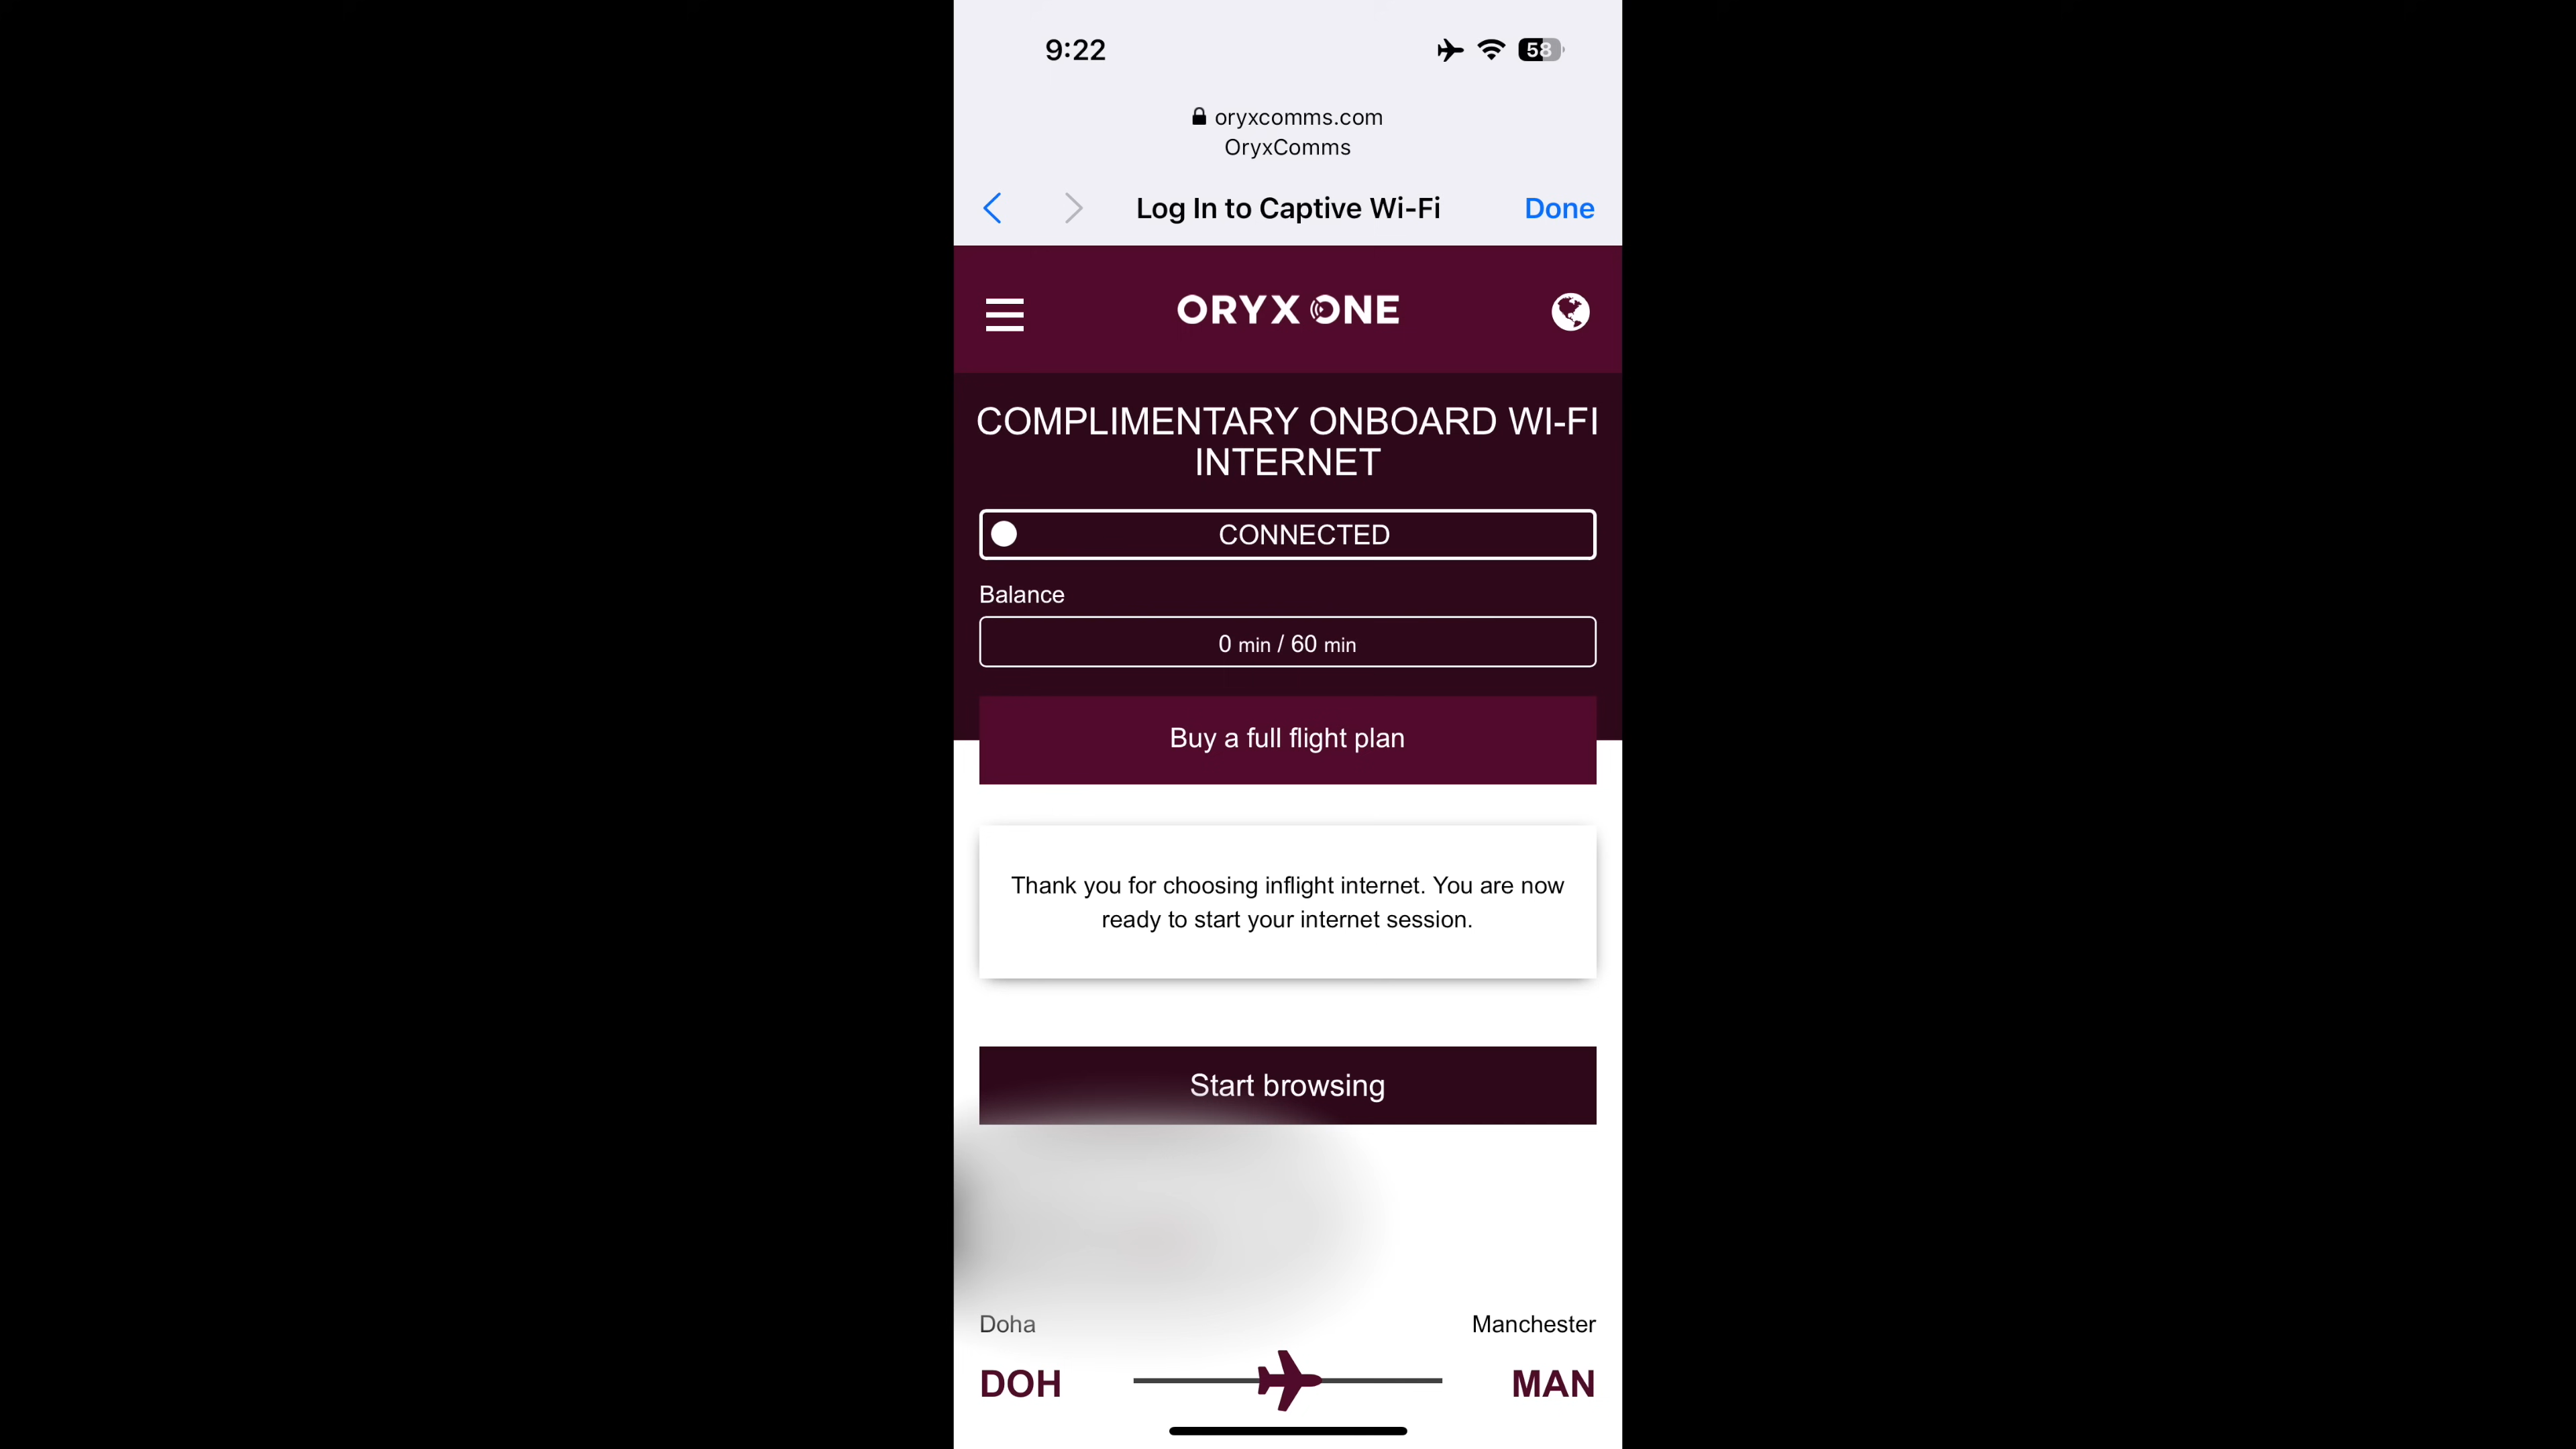 9:22
58
oryxcomms.com
OryxComms
Log In to Captive Wi-Fi
Done
ORYX ONE
COMPLIMENTARY ONBOARD WI-FI
INTERNET
CONNECTED
Balance
0 min / 60 min
Buy a full flight plan
Thank you for choosing inflight internet. You are now
ready to start your internet session.
Start browsing
Doha
Manchester
DOH
MAN